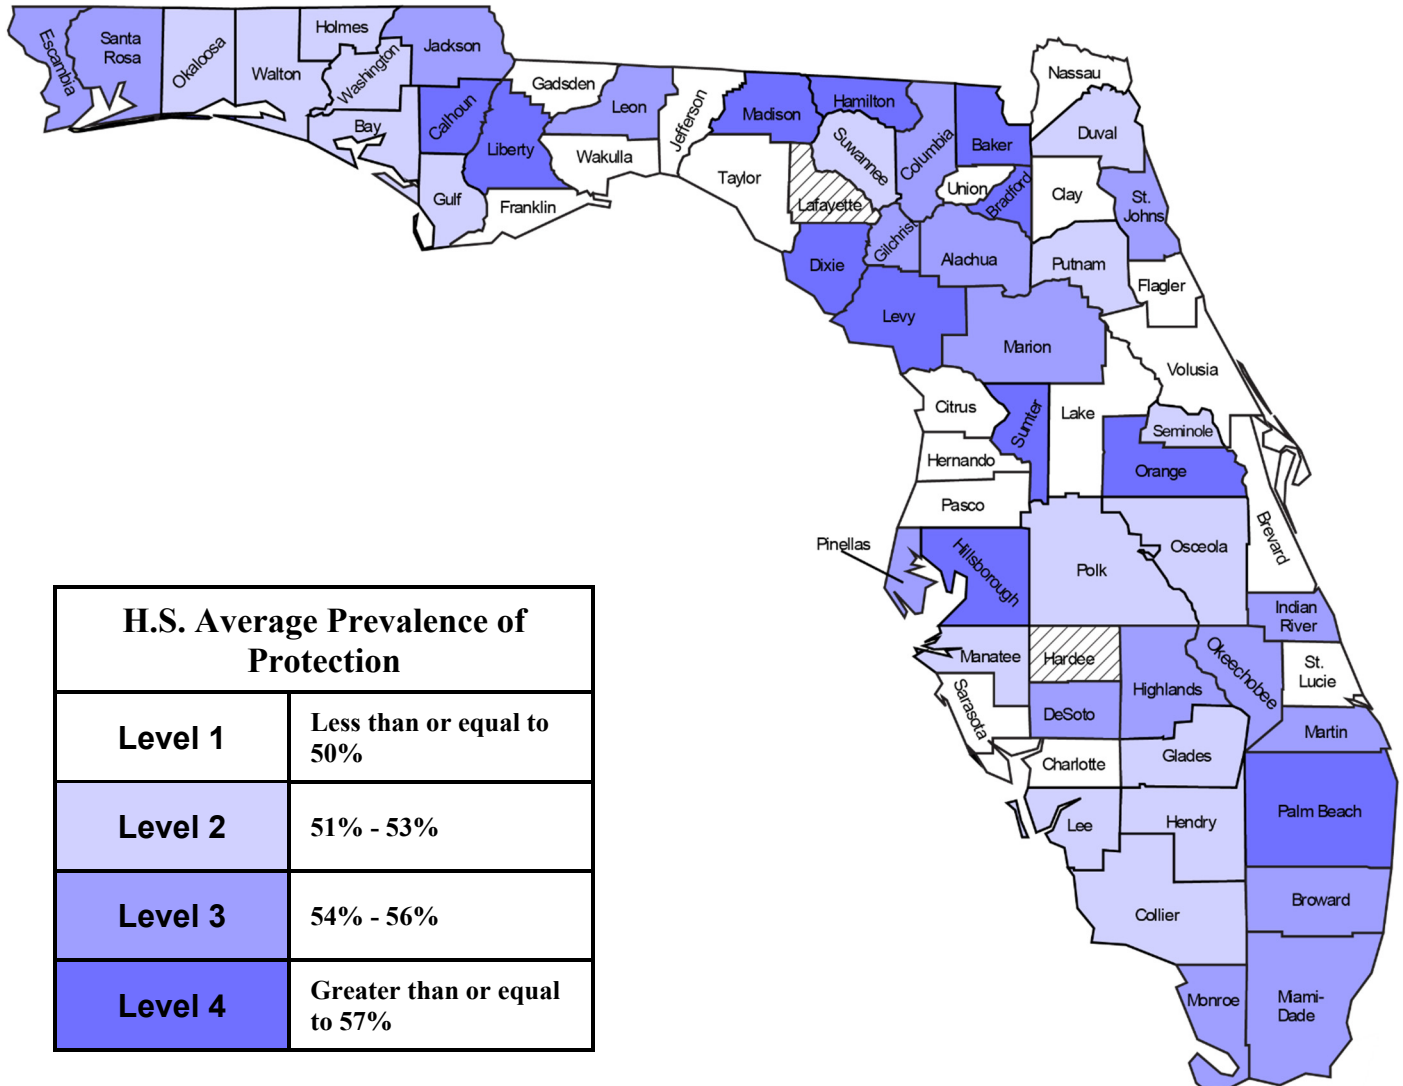 Escambia
Santa
Rosa
Okaloosa
Walton
Holmes
Washington
Jackson
Bay
Calhoun
Gulf
Liberty
Gadsden
Leon
Wakulla
Franklin
Jefferson
Madison
Taylor
Hamilton
Suwannee
Lafayette
Columbia
Baker
Nassau
Duval
Union
Bradford
Clay
St.
Johns
Dixie
Gilchrist
Alachua
Putnam
Flagler
Levy
Marion
Volusia
Citrus
Sumter
Lake
Seminole
Orange
Hernando
Pasco
Pinellas
Hillsborough
Polk
Osceola
Brevard
Indian
River
Manatee
Hardee
Highlands
Okeechobee
St.
Lucie
Sarasota
DeSoto
Martin
Charlotte
Glades
Lee
Hendry
Palm Beach
Collier
Broward
Monroe
Miami-
Dade
H.S. Average Prevalence of
Protection
Level 1
Less than or equal to
50%
Level 2
51% - 53%
Level 3
54% - 56%
Level 4
Greater than or equal
to 57%